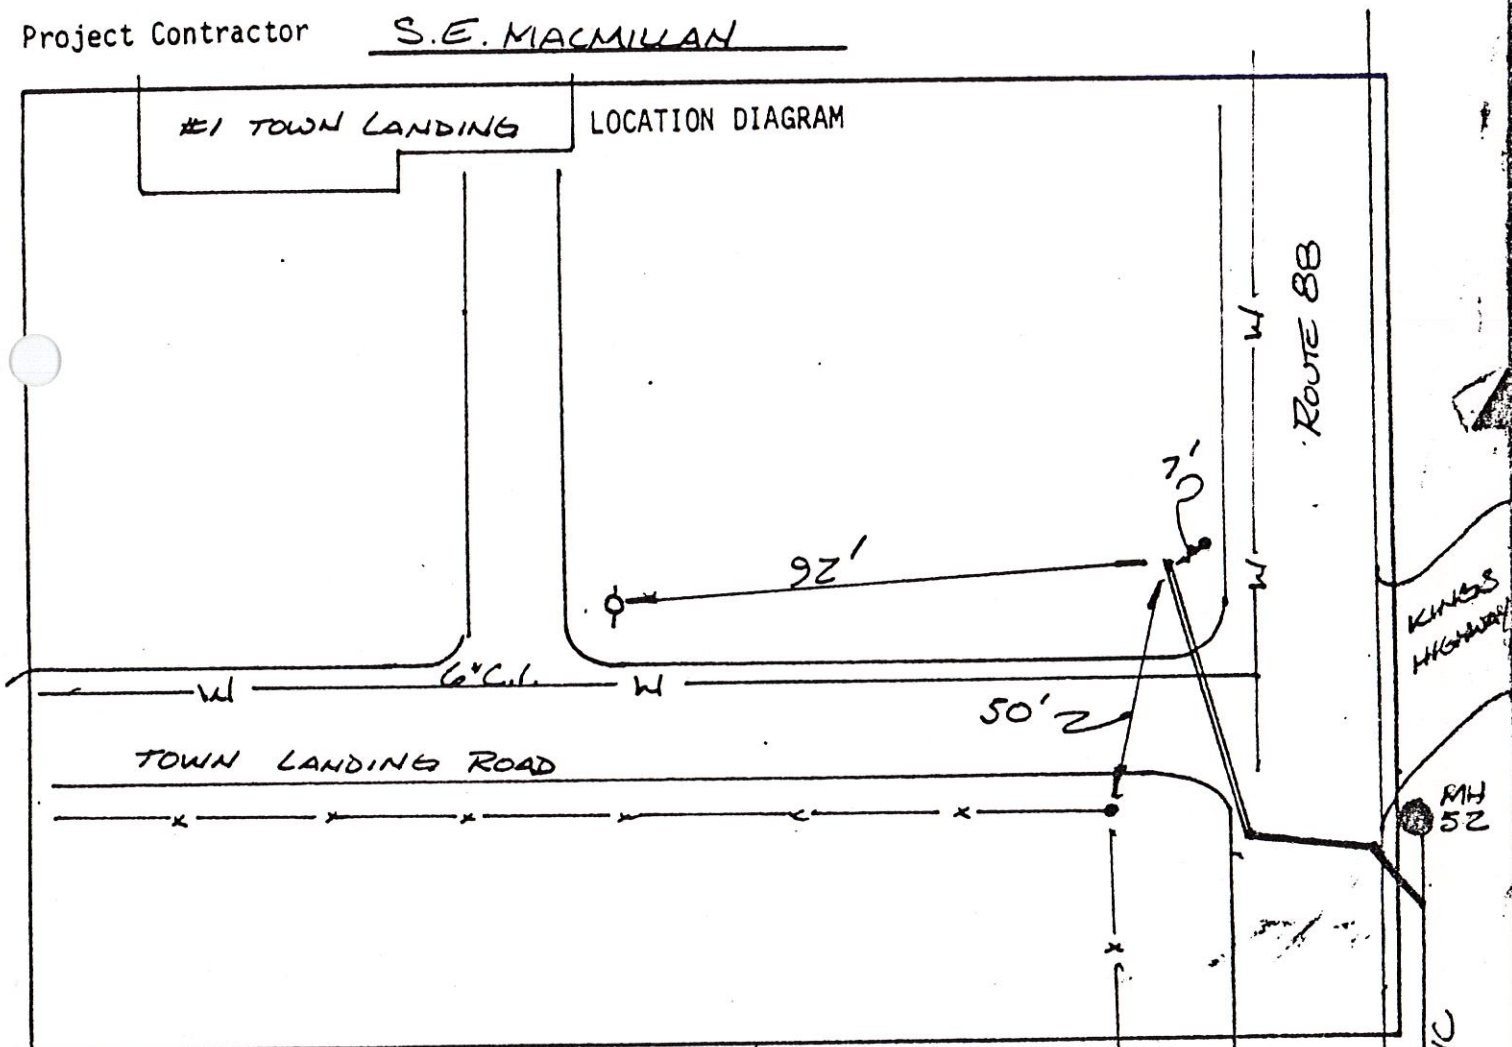 Project Contractor S.E. MACMILLAN
#1 TOWN LANDING
LOCATION DIAGRAM
ROUTE 88
W
7'
92'
W
KINGS
HIGHWAY
6" C.I.
W
W
50'
TOWN LANDING ROAD
MH
52